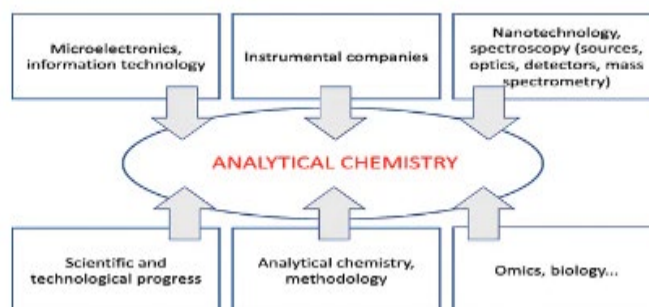 Microelectronics,
information technology
Instrumental companies
Nanotechnology,
spectroscopy (sources,
optics, detectors, mass
spectrometry)
ANALYTICAL CHEMISTRY
Scientific and
technological progress
Analytical chemistry,
methodology
Omics, biology...